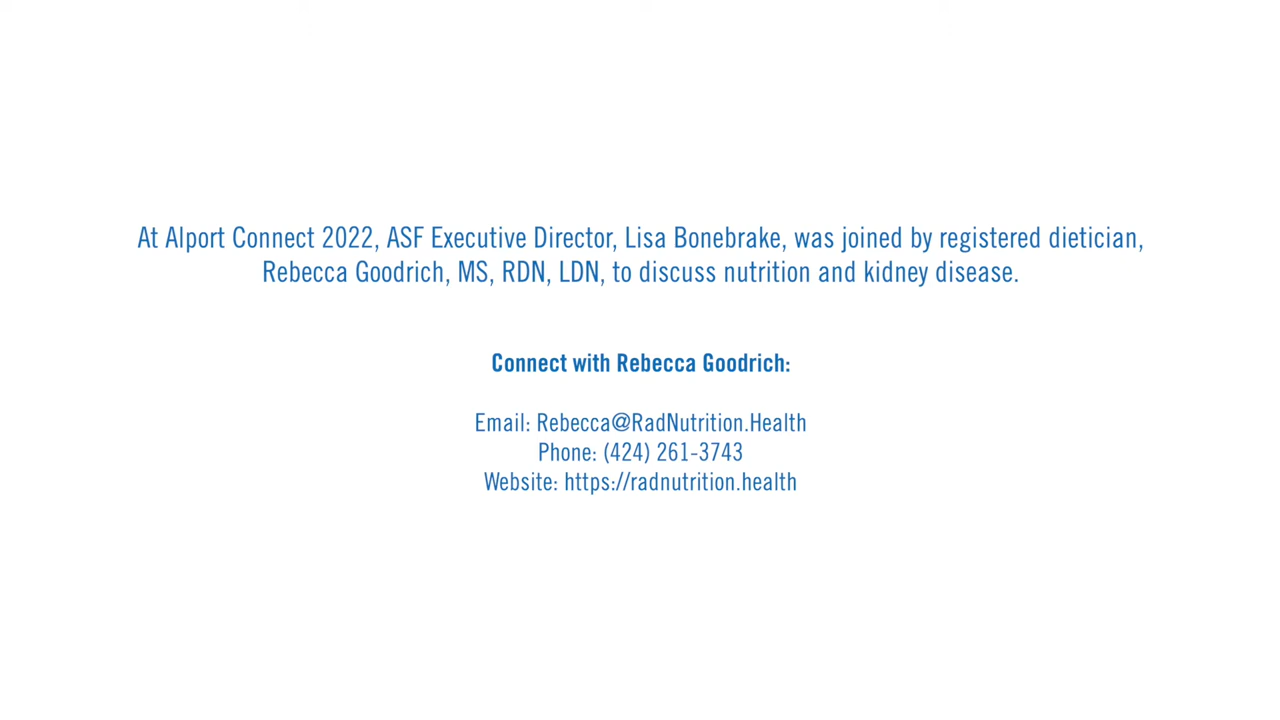 At Alport Connect 2022, ASF Executive Director, Lisa Bonebrake, was joined by registered dietician,
Rebecca Goodrich, MS, RDN, LDN, to discuss nutrition and kidney disease.
Connect with Rebecca Goodrich:
Email: Rebecca@RadNutrition.Health
Phone: (424) 261-3743
Website: https://radnutrition.health